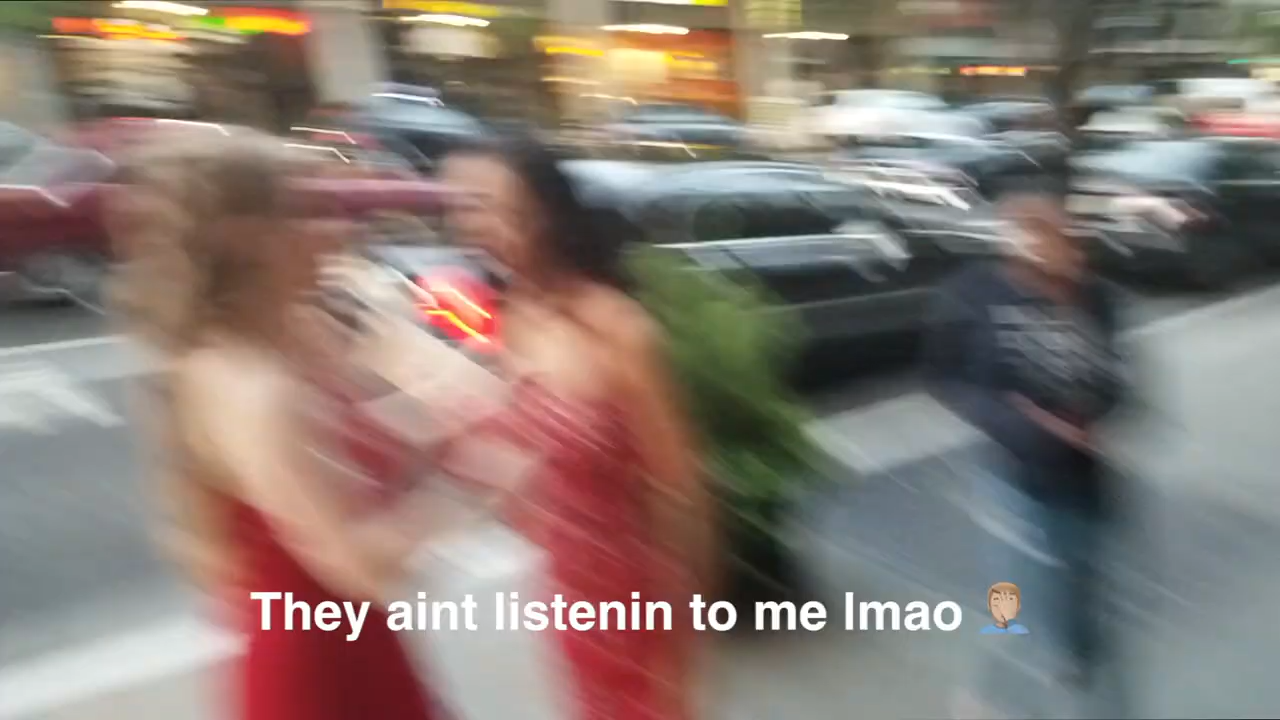 They aint listenin to me lmao 🤦🏼‍♂️